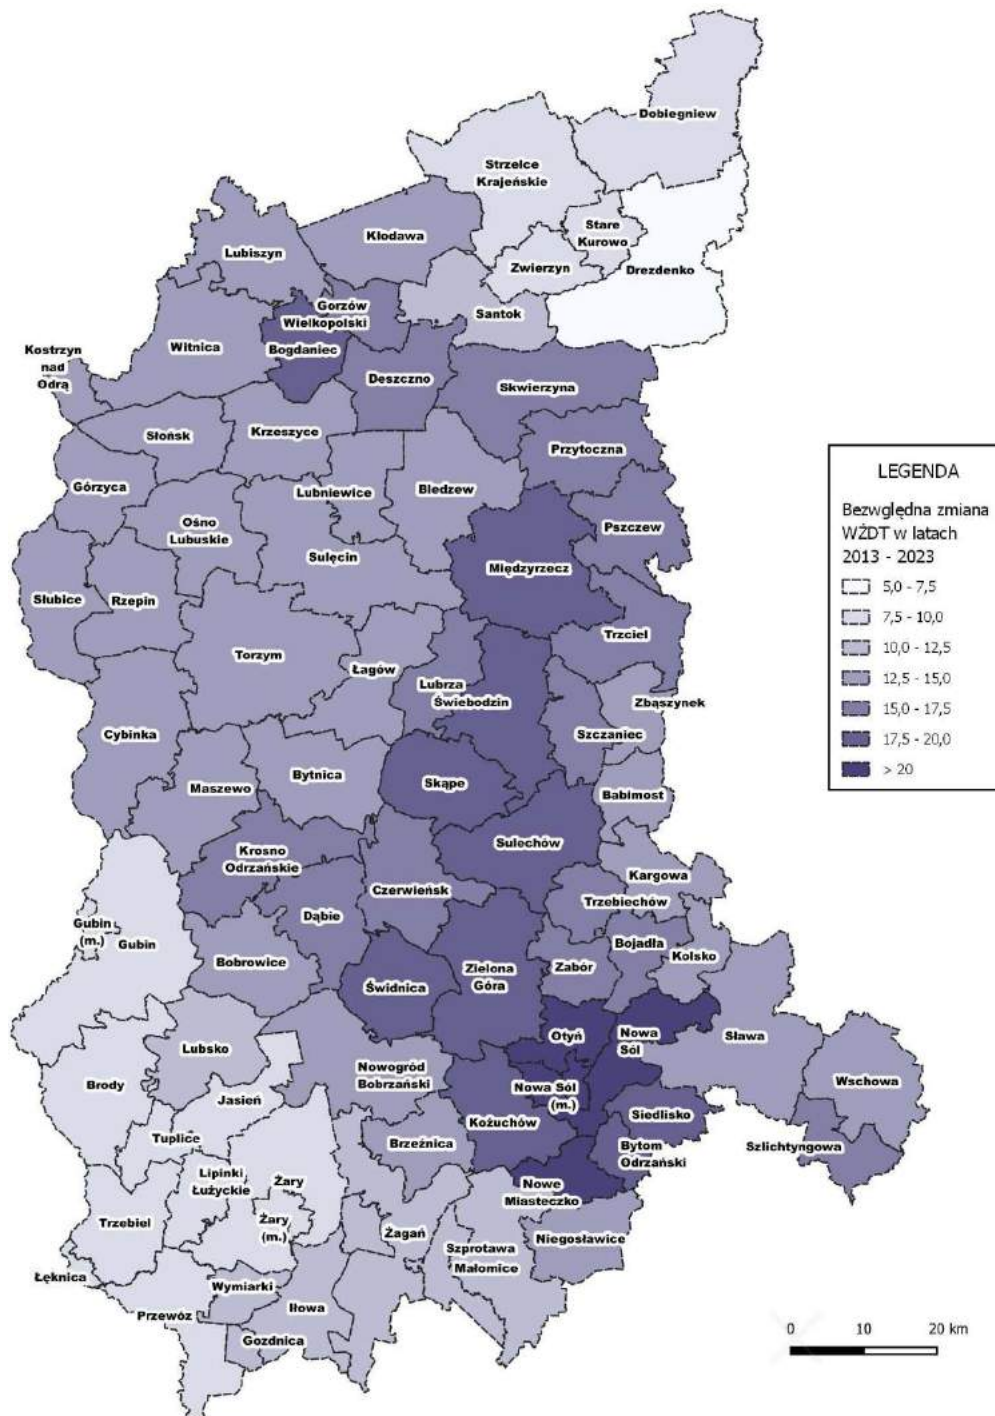 Dobiegniew
Strzelce
Krajeńskie
Stare
Kurowo
Kłodawa
Lubiszyn
Zwierzyn
Drezdenko
Gorzów
Wielkopolski
Santok
Witnica
Bogdaniec
Kostrzyn
nad
Odrą
Deszczno
Skwierzyna
Słońsk
Krzeszyce
Przytoczna
Górzyca
Lubniewice
Bledzew
Ośno
Lubuskie
Pszczew
Sulęcin
Międzyrzecz
Słubice
Rzepin
Trzciel
Torzym
Łagów
Lubrza
Świebodzin
Zbąszynek
Cybinka
Szczaniec
Bytnica
Skąpe
Maszewo
Babimost
Sulechów
Krosno
Odrzańskie
Czerwieńsk
Kargowa
Trzebiechów
Dąbie
Gubin
(m.)
Gubin
Bojadła
Kolsko
Bobrowice
Zielona
Góra
Zabór
Świdnica
Otyń
Nowa
Sól
Sława
Lubsko
Nowogród
Bobrzański
Wschowa
Brody
Jasień
Nowa Sól
(m.)
Siedlisko
Kożuchów
Tuplice
Brzeźnica
Bytom
Odrzański
Szlichtyngowa
Lipinki
Łużyckie
Żary
Nowe
Miasteczko
Trzebiel
Żary
(m.)
Żagań
Niegosławice
Szprotawa
Małomice
Łęknica
Wymiarki
Przewóz
Iłowa
Gozdnica
LEGENDA
Bezwględna zmiana
WŻDT w latach
2013 - 2023
5,0 - 7,5
7,5 - 10,0
10,0 - 12,5
12,5 - 15,0
15,0 - 17,5
17,5 - 20,0
> 20
0 10 20 km